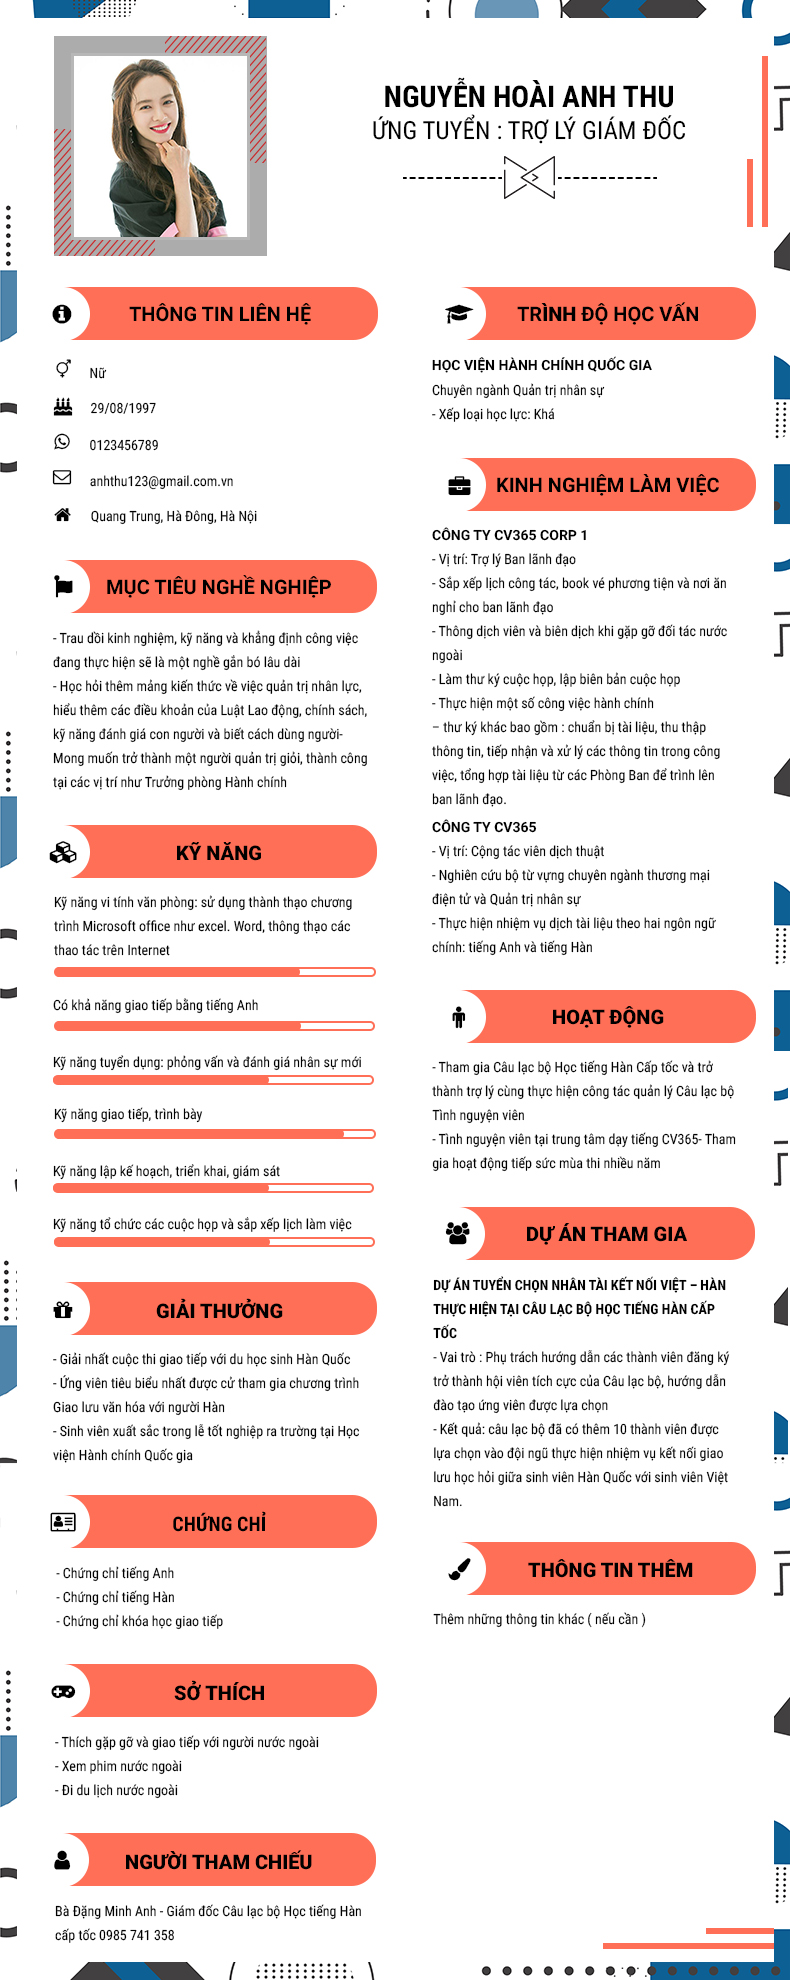 NGUYỄN HOÀI ANH THU
ỨNG TUYỂN : TRỢ LÝ GIÁM ĐỐC
THÔNG TIN LIÊN HỆ
Nữ
29/08/1997
0123456789
anhthu123@gmail.com.vn
Quang Trung, Hà Đông, Hà Nội
MỤC TIÊU NGHỀ NGHIỆP
- Trau dồi kinh nghiệm, kỹ năng và khẳng định công việc
đang thực hiện sẽ là một nghề gắn bó lâu dài
- Học hỏi thêm mảng kiến thức về việc quản trị nhân lực,
hiểu thêm các điều khoản của Luật Lao động, chính sách,
kỹ năng đánh giá con người và biết cách dùng người-
Mong muốn trở thành một người quản trị giỏi, thành công
tại các vị trí như Trưởng phòng Hành chính
KỸ NĂNG
Kỹ năng vi tính văn phòng: sử dụng thành thạo chương
trình Microsoft office như excel. Word, thông thạo các
thao tác trên Internet
Có khả năng giao tiếp bằng tiếng Anh
Kỹ năng tuyển dụng: phỏng vấn và đánh giá nhân sự mới
Kỹ năng giao tiếp, trình bày
Kỹ năng lập kế hoạch, triển khai, giám sát
Kỹ năng tổ chức các cuộc họp và sắp xếp lịch làm việc
GIẢI THƯỞNG
- Giải nhất cuộc thi giao tiếp với du học sinh Hàn Quốc
- Ứng viên tiêu biểu nhất được cử tham gia chương trình
Giao lưu văn hóa với người Hàn
- Sinh viên xuất sắc trong lễ tốt nghiệp ra trường tại Học
viện Hành chính Quốc gia
CHỨNG CHỈ
- Chứng chỉ tiếng Anh
- Chứng chỉ tiếng Hàn
- Chứng chỉ khóa học giao tiếp
SỞ THÍCH
- Thích gặp gỡ và giao tiếp với người nước ngoài
- Xem phim nước ngoài
- Đi du lịch nước ngoài
NGƯỜI THAM CHIẾU
Bà Đặng Minh Anh - Giám đốc Câu lạc bộ Học tiếng Hàn
cấp tốc 0985 741 358
TRÌNH ĐỘ HỌC VẤN
HỌC VIỆN HÀNH CHÍNH QUỐC GIA
Chuyên ngành Quản trị nhân sự
- Xếp loại học lực: Khá
KINH NGHIỆM LÀM VIỆC
CÔNG TY CV365 CORP 1
- Vị trí: Trợ lý Ban lãnh đạo
- Sắp xếp lịch công tác, book vé phương tiện và nơi ăn
nghỉ cho ban lãnh đạo
- Thông dịch viên và biên dịch khi gặp gỡ đối tác nước
ngoài
- Làm thư ký cuộc họp, lập biên bản cuộc họp
- Thực hiện một số công việc hành chính
– thư ký khác bao gồm : chuẩn bị tài liệu, thu thập
thông tin, tiếp nhận và xử lý các thông tin trong công
việc, tổng hợp tài liệu từ các Phòng Ban để trình lên
ban lãnh đạo.
CÔNG TY CV365
- Vị trí: Cộng tác viên dịch thuật
- Nghiên cứu bộ từ vựng chuyên ngành thương mại
điện tử và Quản trị nhân sự
- Thực hiện nhiệm vụ dịch tài liệu theo hai ngôn ngữ
chính: tiếng Anh và tiếng Hàn
HOẠT ĐỘNG
- Tham gia Câu lạc bộ Học tiếng Hàn Cấp tốc và trở
thành trợ lý cùng thực hiện công tác quản lý Câu lạc bộ
Tình nguyện viên
- Tình nguyện viên tại trung tâm dạy tiếng CV365- Tham
gia hoạt động tiếp sức mùa thi nhiều năm
DỰ ÁN THAM GIA
DỰ ÁN TUYỂN CHỌN NHÂN TÀI KẾT NỐI VIỆT – HÀN
THỰC HIỆN TẠI CÂU LẠC BỘ HỌC TIẾNG HÀN CẤP
TỐC
- Vai trò : Phụ trách hướng dẫn các thành viên đăng ký
trở thành hội viên tích cực của Câu lạc bộ, hướng dẫn
đào tạo ứng viên được lựa chọn
- Kết quả: câu lạc bộ đã có thêm 10 thành viên được
lựa chọn vào đội ngũ thực hiện nhiệm vụ kết nối giao
lưu học hỏi giữa sinh viên Hàn Quốc với sinh viên Việt
Nam.
THÔNG TIN THÊM
Thêm những thông tin khác ( nếu cần )